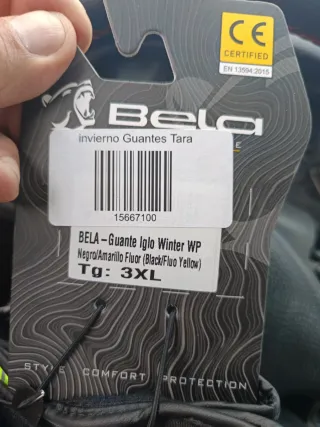 CE
CERTIFIED
EN 13594:2015
Bela
Invierno Guantes Tara
15667100
BELA - Guante Iglo Winter WP
Negro/Amarillo Fluor (Black/Fluo Yellow)
Tg: 3XL
STYLE COMFORT PROTECTION